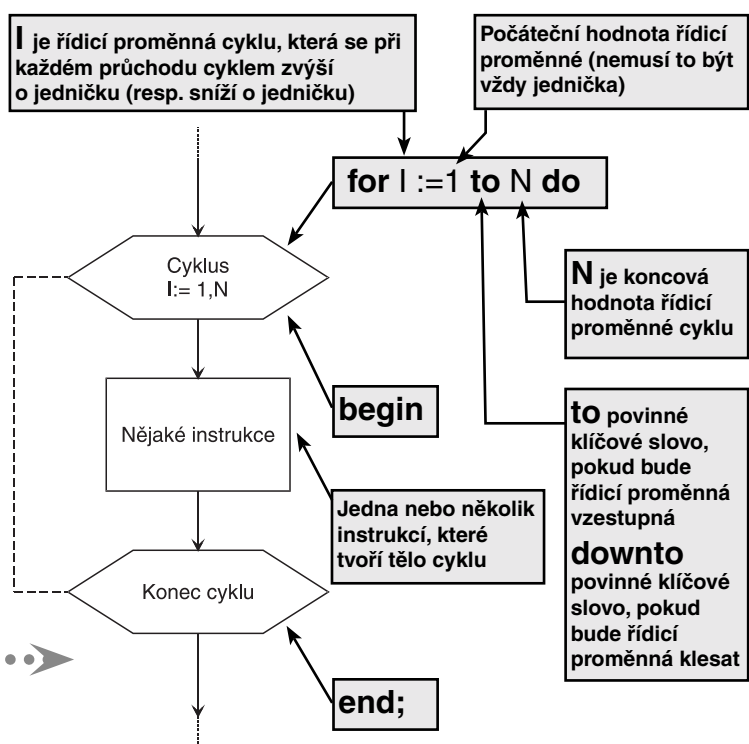 I je řídicí proměnná cyklu, která se při
každém průchodu cyklem zvýší
o jedničku (resp. sníží o jedničku)
Počáteční hodnota řídicí
proměnné (nemusí to být
vždy jednička)
for I :=1 to N do
Cyklus
I:= 1,N
N je koncová
hodnota řídicí
proměnné cyklu
begin
Nějaké instrukce
to povinné
klíčové slovo,
pokud bude
řídicí proměnná
vzestupná
downto
povinné klíčové
slovo, pokud
bude řídicí
proměnná klesat
Jedna nebo několik
instrukcí, které
tvoří tělo cyklu
Konec cyklu
end;